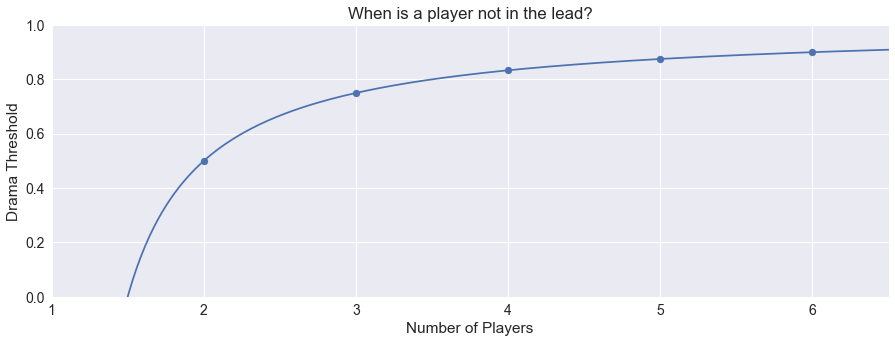 When is a player not in the lead?
1.0
0.8
0.6
0.4
0.2
0.0
Drama Threshold
1 2 3 4 5 6
Number of Players